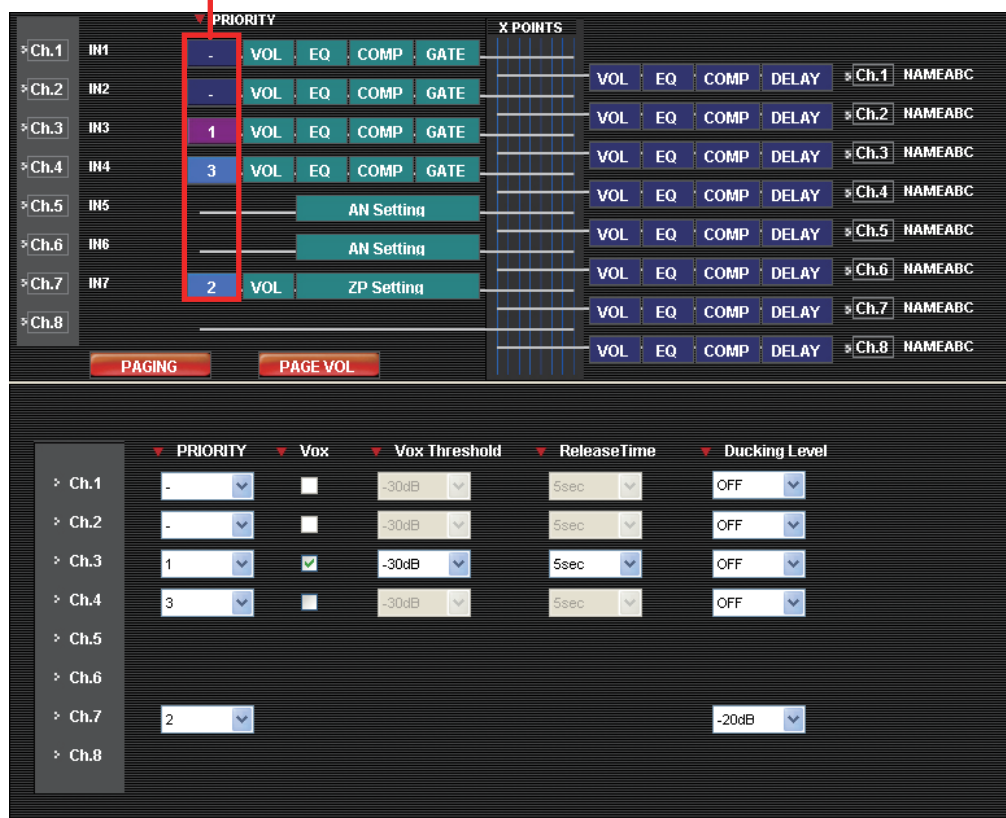 PRIORITY
X POINTS
Ch.1 IN1 - VOL EQ COMP GATE
VOL EQ COMP DELAY Ch.1 NAMEABC
Ch.2 IN2 - VOL EQ COMP GATE
VOL EQ COMP DELAY Ch.2 NAMEABC
Ch.3 IN3 1 VOL EQ COMP GATE
VOL EQ COMP DELAY Ch.3 NAMEABC
Ch.4 IN4 3 VOL EQ COMP GATE
VOL EQ COMP DELAY Ch.4 NAMEABC
Ch.5 IN5 AN Setting
VOL EQ COMP DELAY Ch.5 NAMEABC
Ch.6 IN6 AN Setting
VOL EQ COMP DELAY Ch.6 NAMEABC
Ch.7 IN7 2 VOL ZP Setting
VOL EQ COMP DELAY Ch.7 NAMEABC
Ch.8
VOL EQ COMP DELAY Ch.8 NAMEABC
PAGING PAGE VOL
PRIORITY Vox Vox Threshold ReleaseTime Ducking Level
Ch.1 - -30dB 5sec OFF
Ch.2 - -30dB 5sec OFF
Ch.3 1 -30dB 5sec OFF
Ch.4 3 -30dB 5sec OFF
Ch.5
Ch.6
Ch.7 2 -20dB
Ch.8